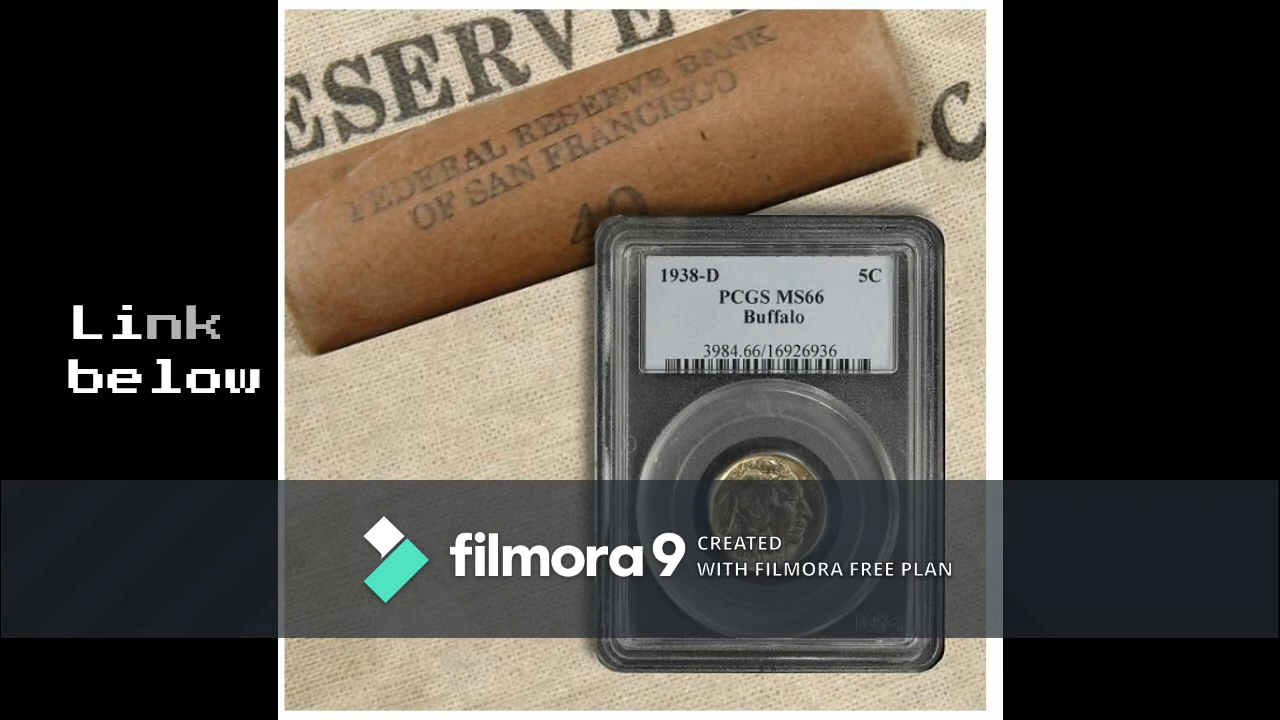 ESERVE
C
FEDERAL RESERVE BANK
OF SAN FRANCISCO
40
1938-D 5C
PCGS MS66
Buffalo
3984.66/16926936
Link
below
filmora9
CREATED
WITH FILMORA FREE PLAN